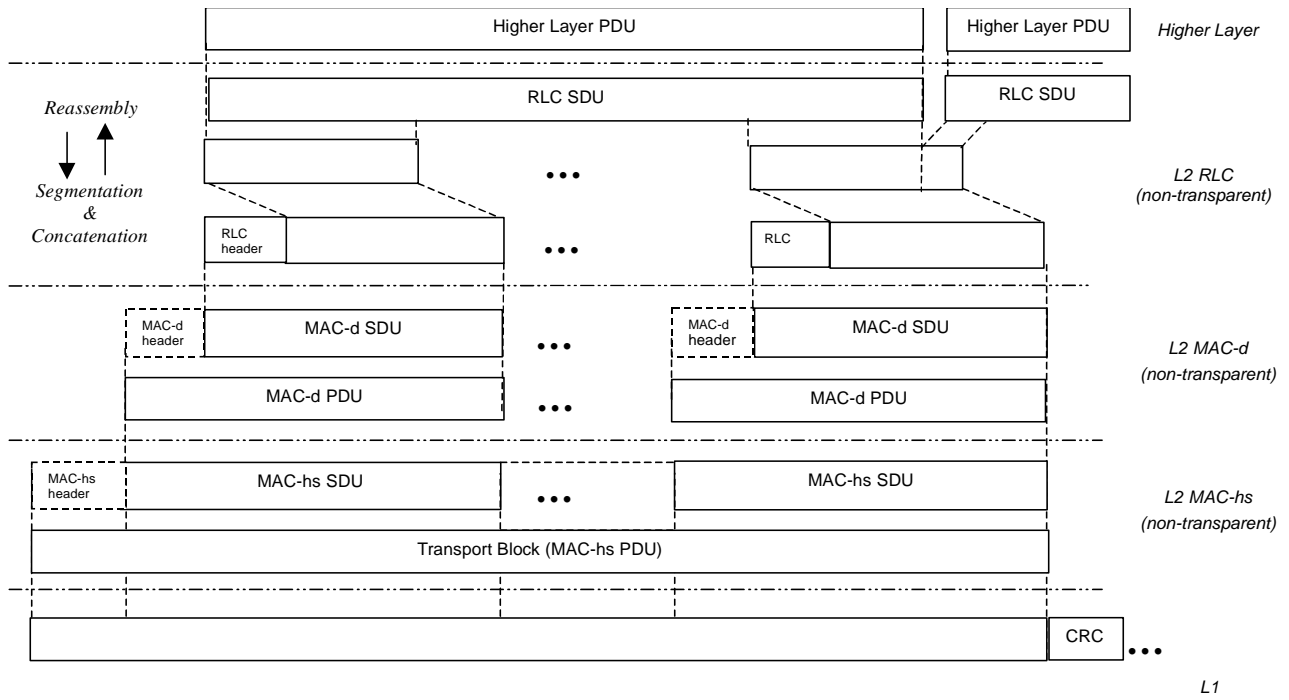 Higher Layer PDU
Higher Layer PDU
Higher Layer
RLC SDU
RLC SDU
Reassembly
Segmentation
&
Concatenation
•••
L2 RLC
(non-transparent)
RLC
header
•••
RLC
MAC-d
header
MAC-d SDU
•••
MAC-d
header
MAC-d SDU
L2 MAC-d
(non-transparent)
MAC-d PDU
•••
MAC-d PDU
MAC-hs
header
MAC-hs SDU
•••
MAC-hs SDU
L2 MAC-hs
(non-transparent)
Transport Block (MAC-hs PDU)
CRC
•••
L1